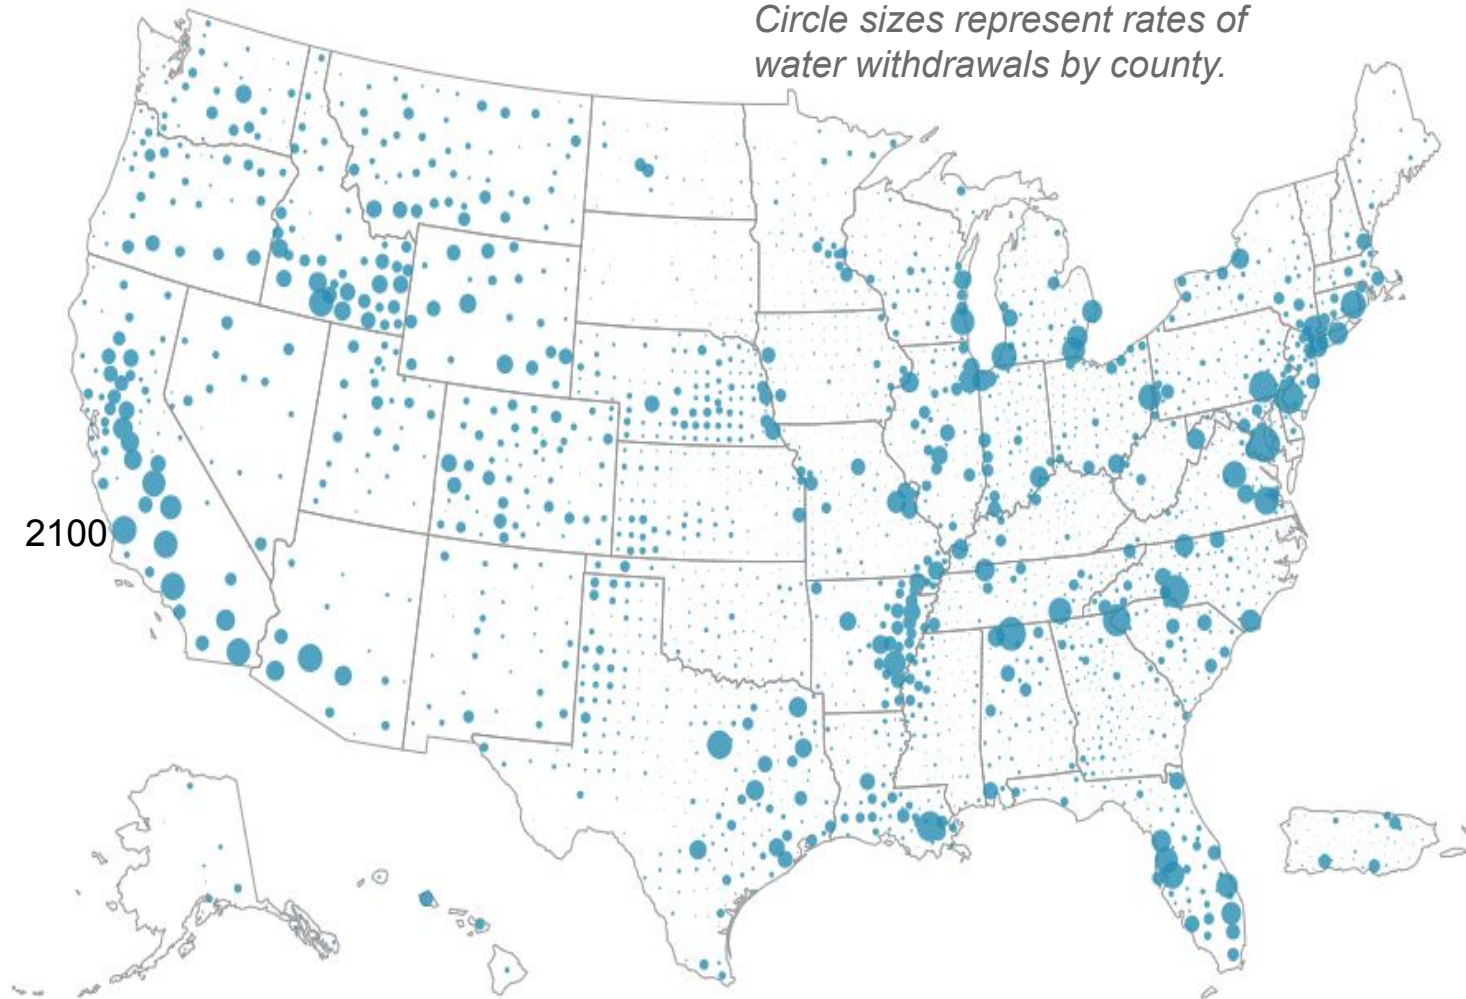 Circle sizes represent rates of
water withdrawals by county.
2100